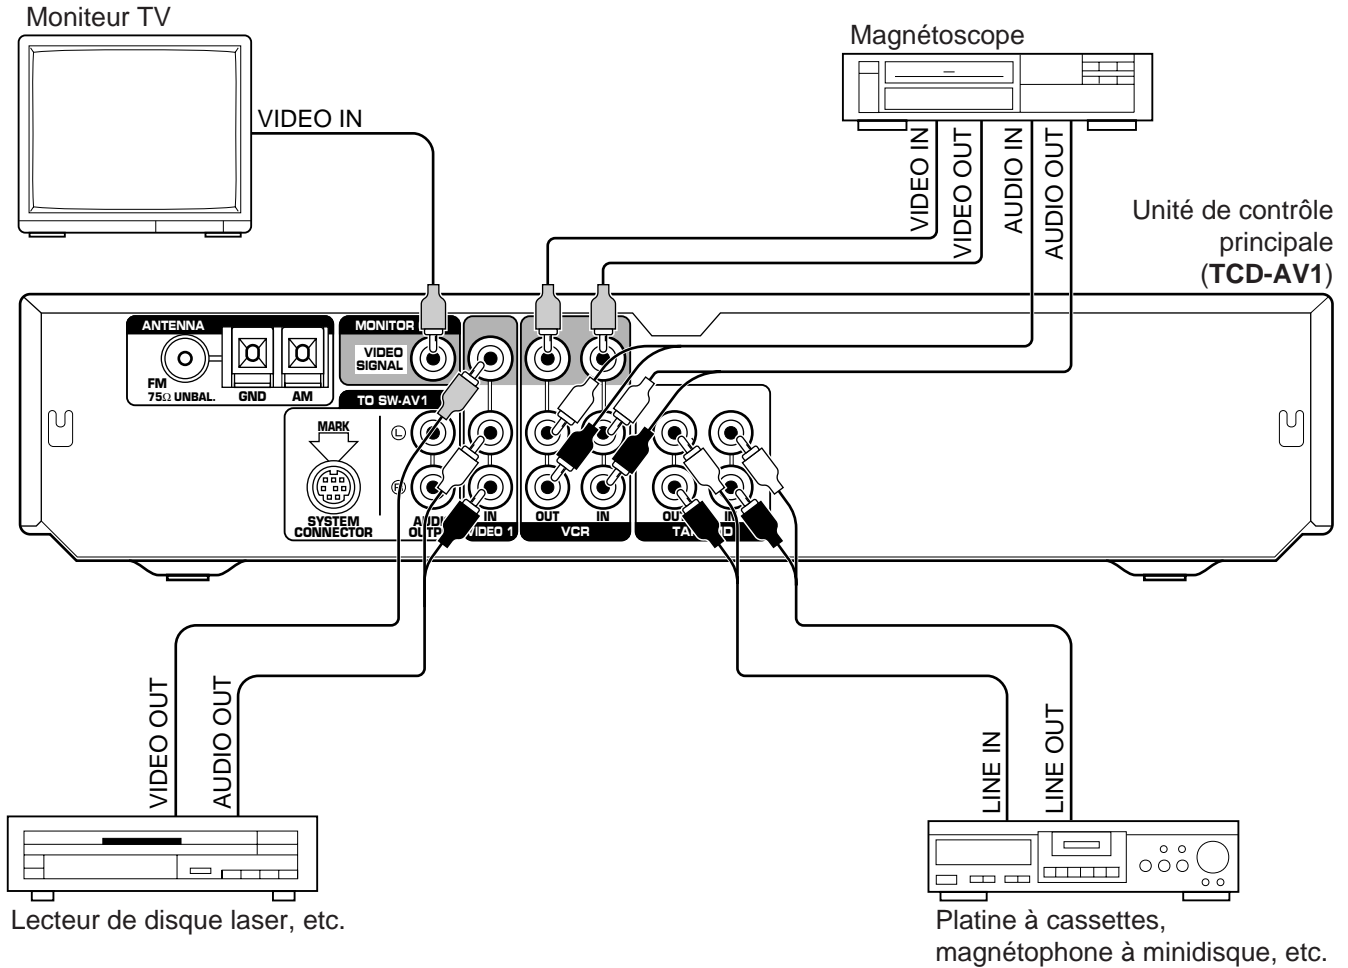 Moniteur TV
Magnétoscope
VIDEO IN
VIDEO IN
VIDEO OUT
AUDIO IN
AUDIO OUT
Unité de contrôle
principale
(TCD-AV1)
ANTENNA
FM
75Ω UNBAL.
GND
AM
MONITOR
VIDEO
SIGNAL
TO SW-AV1
MARK
L
R
SYSTEM
CONNECTOR
IN
VIDEO 1
OUT
IN
VCR
VIDEO OUT
AUDIO OUT
LINE IN
LINE OUT
Lecteur de disque laser, etc.
Platine à cassettes,
magnétophone à minidisque, etc.